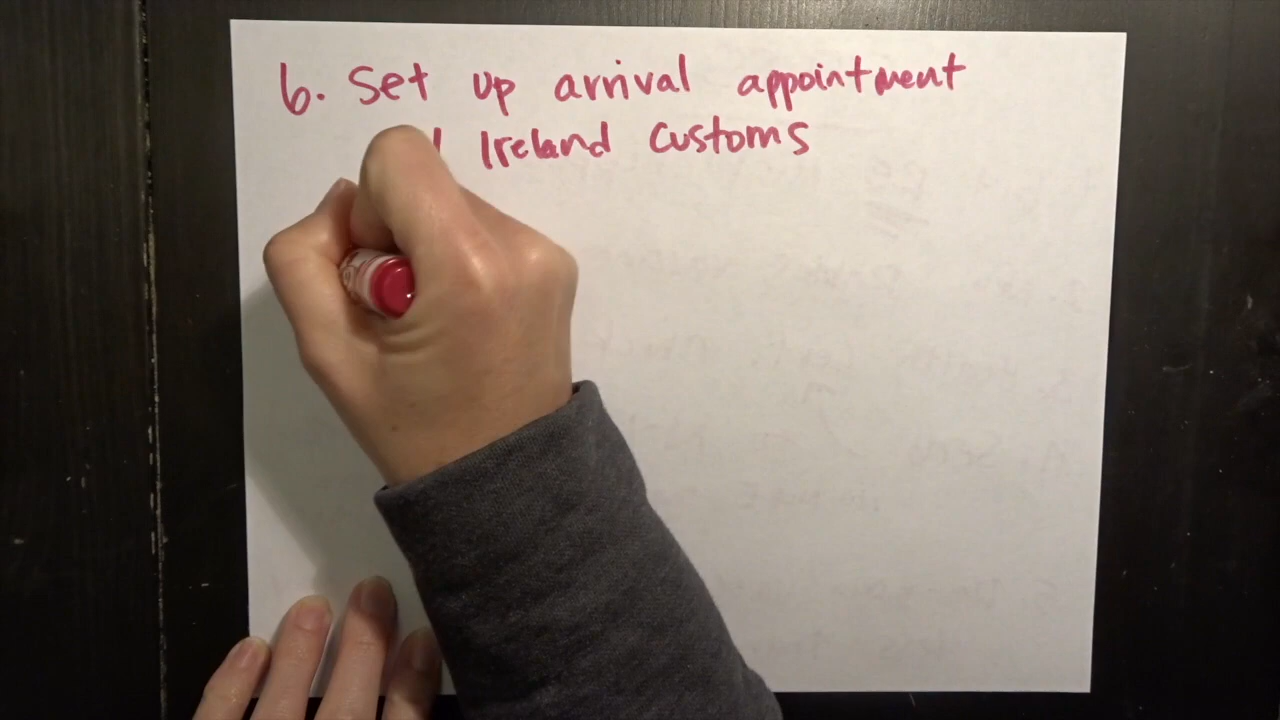 6. Set up arrival appointment
Ireland Customs